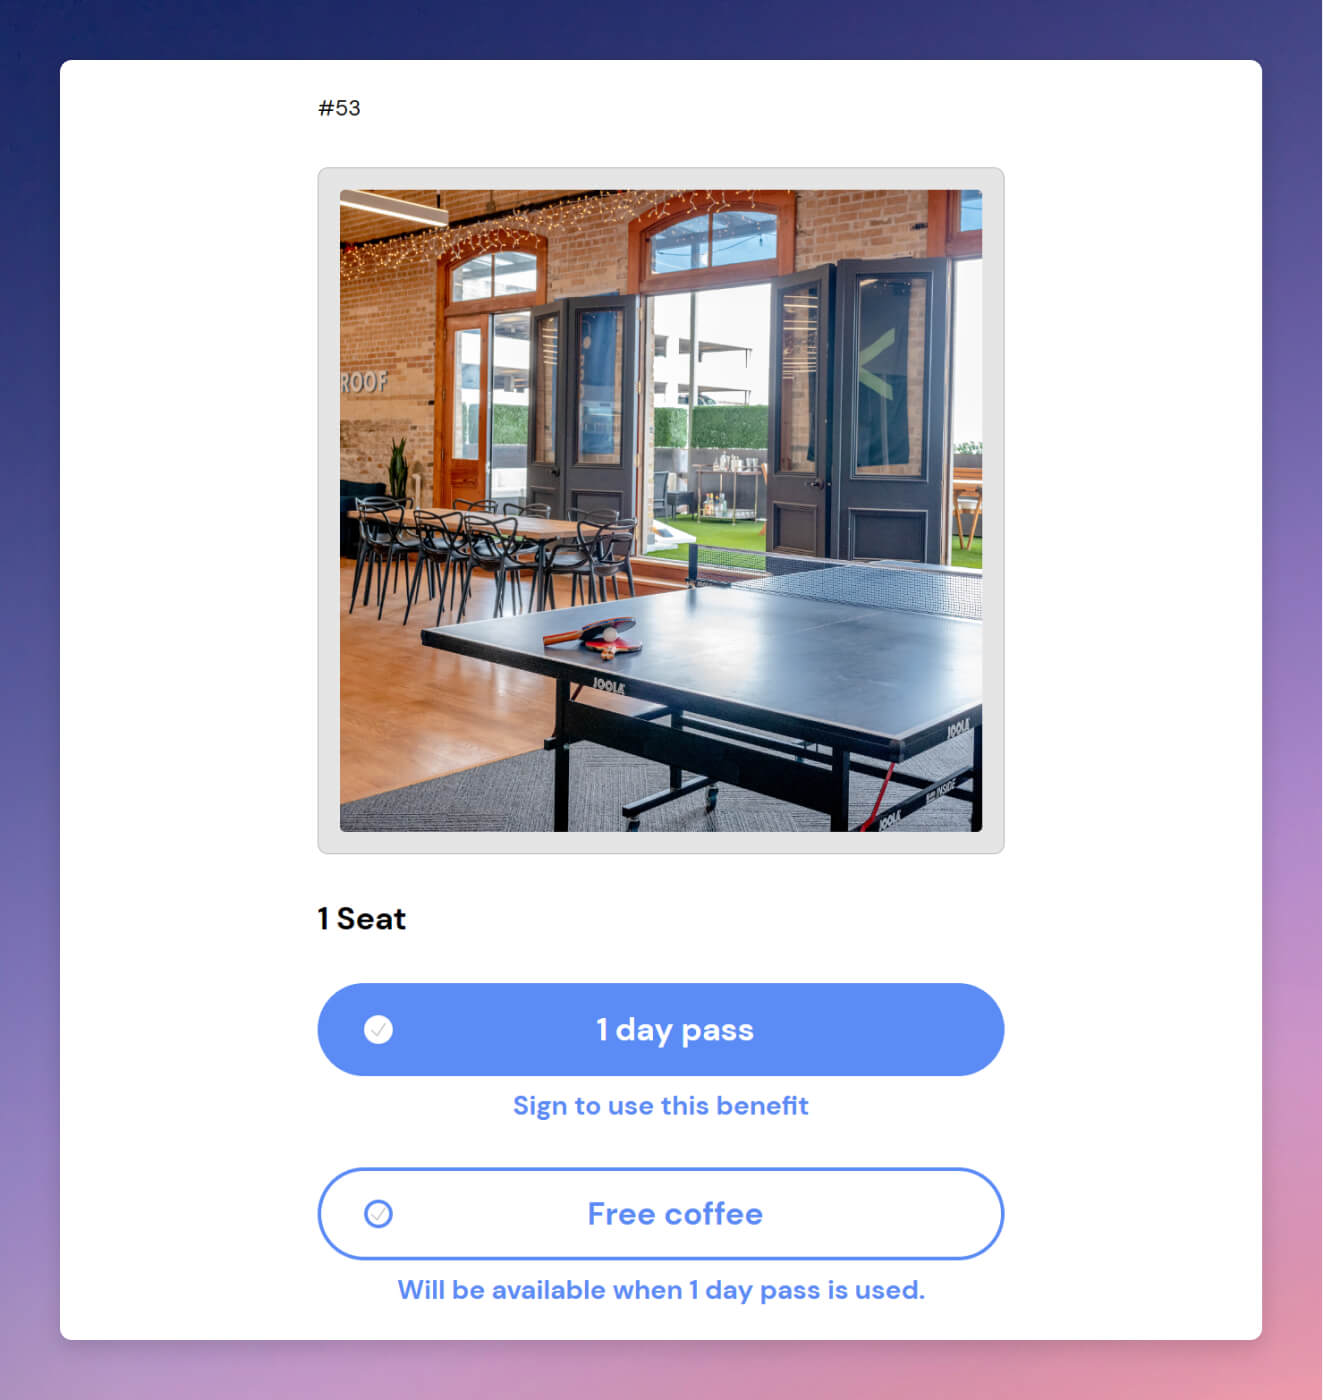 #53
ROOF
JOOLA
JOOLA
INSIDE
JOOLA
1 Seat
1 day pass
Sign to use this benefit
Free coffee
Will be available when 1 day pass is used.